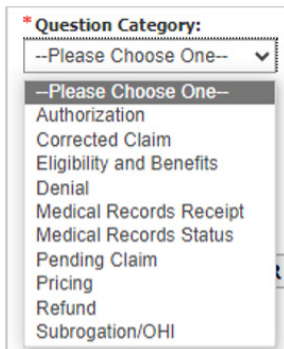 *Question Category:
--Please Choose One--
--Please Choose One--
Authorization
Corrected Claim
Eligibility and Benefits
Denial
Medical Records Receipt
Medical Records Status
Pending Claim
Pricing
Refund
Subrogation/OHI